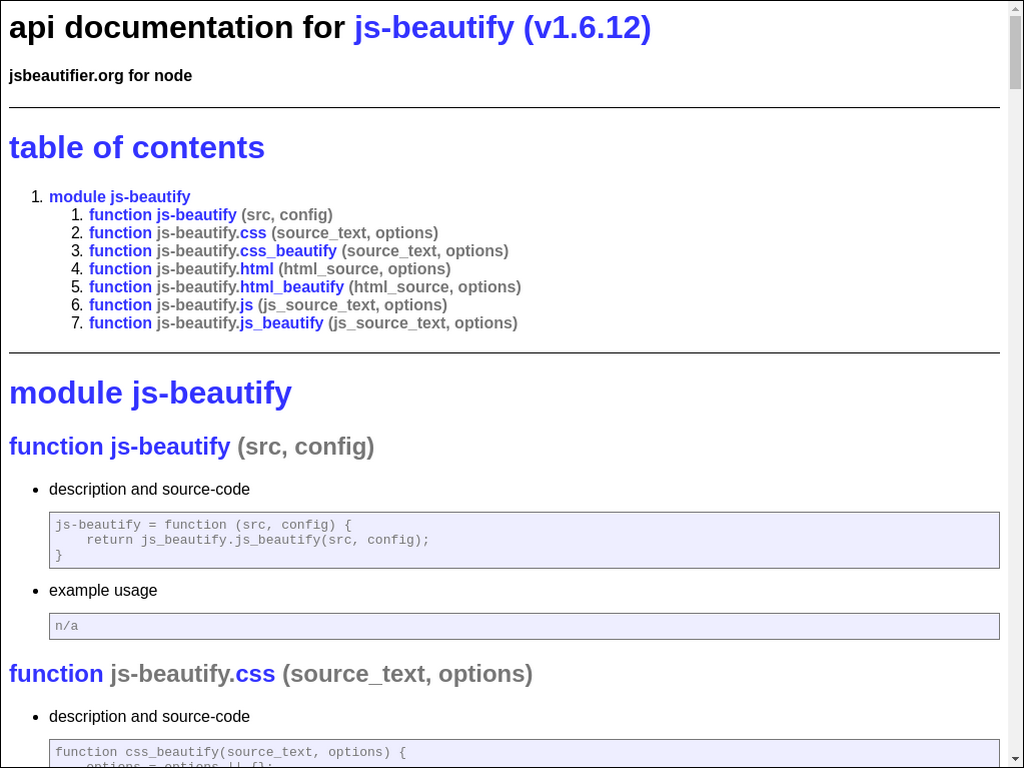 api documentation for js-beautify (v1.6.12)
jsbeautifier.org for node
table of contents
1. module js-beautify
1. function js-beautify (src, config)
2. function js-beautify.css (source_text, options)
3. function js-beautify.css_beautify (source_text, options)
4. function js-beautify.html (html_source, options)
5. function js-beautify.html_beautify (html_source, options)
6. function js-beautify.js (js_source_text, options)
7. function js-beautify.js_beautify (js_source_text, options)
module js-beautify
function js-beautify (src, config)
• description and source-code
js-beautify = function (src, config) {
    return js_beautify.js_beautify(src, config);
}
• example usage
n/a
function js-beautify.css (source_text, options)
• description and source-code
function css_beautify(source_text, options) {
    options = options || {};